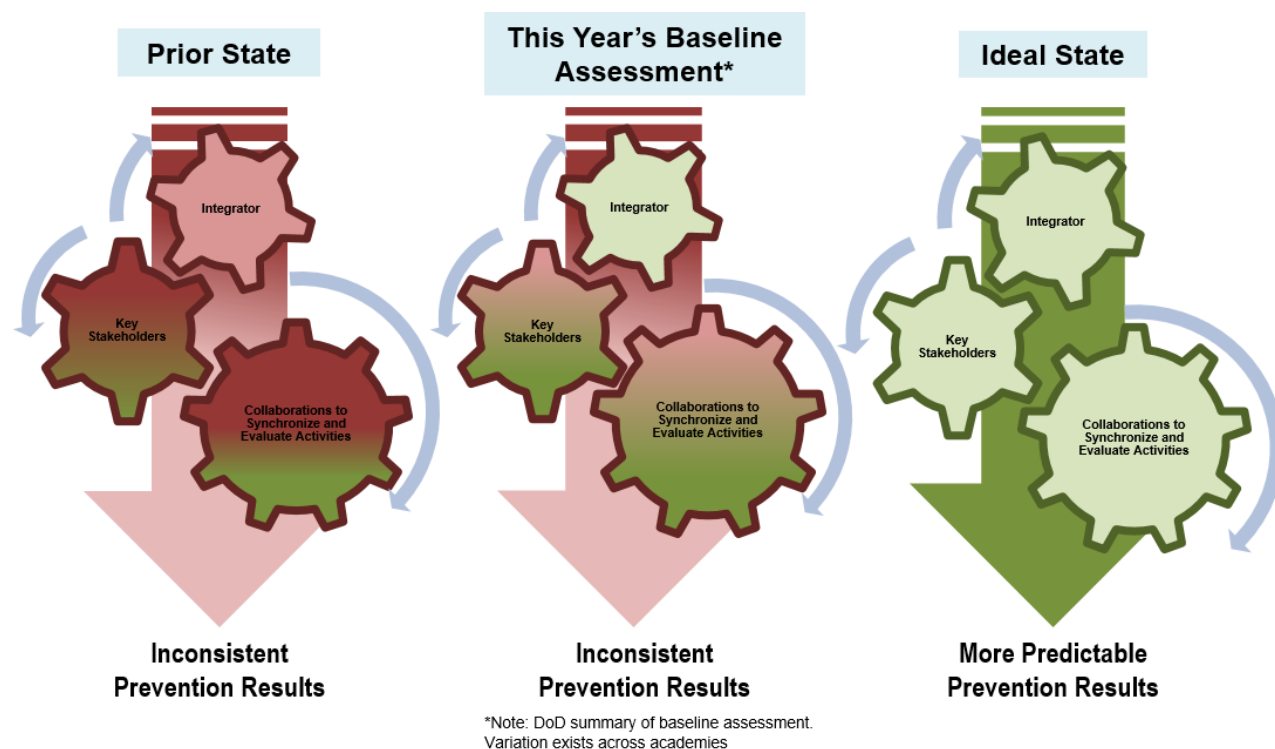 Prior State
Integrator
Key
Stakeholders
Collaborations to
Synchronize and
Evaluate Activities
Inconsistent
Prevention Results
This Year’s Baseline
Assessment*
Integrator
Key
Stakeholders
Collaborations to
Synchronize and
Evaluate Activities
Inconsistent
Prevention Results
*Note: DoD summary of baseline assessment.
Variation exists across academies
Ideal State
Integrator
Key
Stakeholders
Collaborations to
Synchronize and
Evaluate Activities
More Predictable
Prevention Results